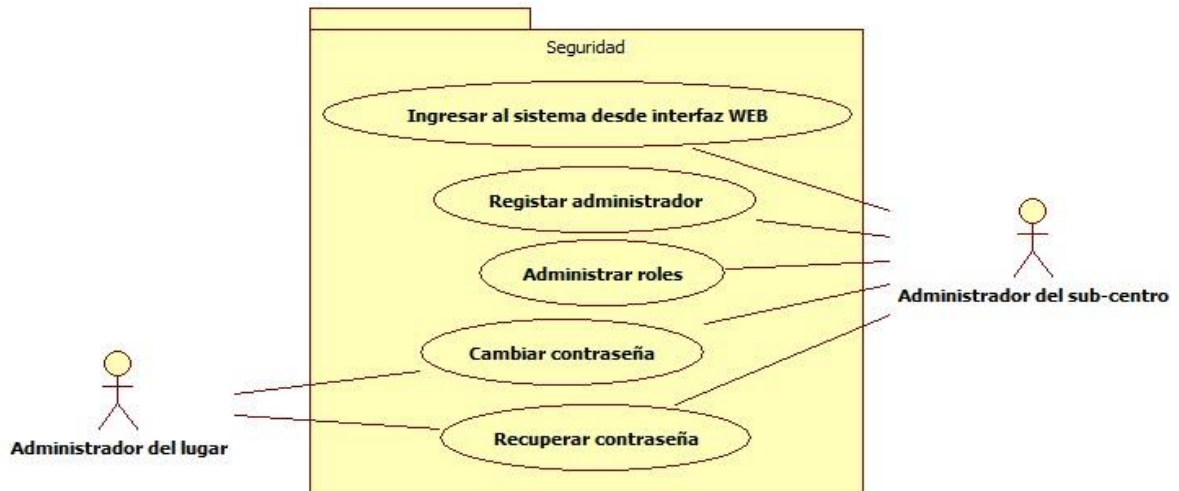 Seguridad
Ingresar al sistema desde interfaz WEB
Registar administrador
Administrar roles
Administrador del sub-centro
Cambiar contraseña
Recuperar contraseña
Administrador del lugar